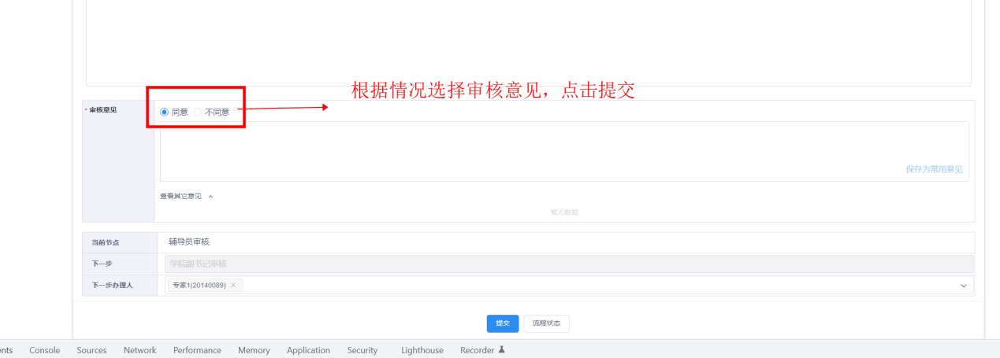 根据情况选择审核意见，点击提交
* 审核意见
同意 不同意
保存为常用意见
查看其它意见
暂无数据
当前节点 辅导员审核
下一步 学院副书记审核
下一步办理人 专家1(20140089) ×
提交 流程状态
ents Console Sources Network Performance Memory Application Security Lighthouse Recorder